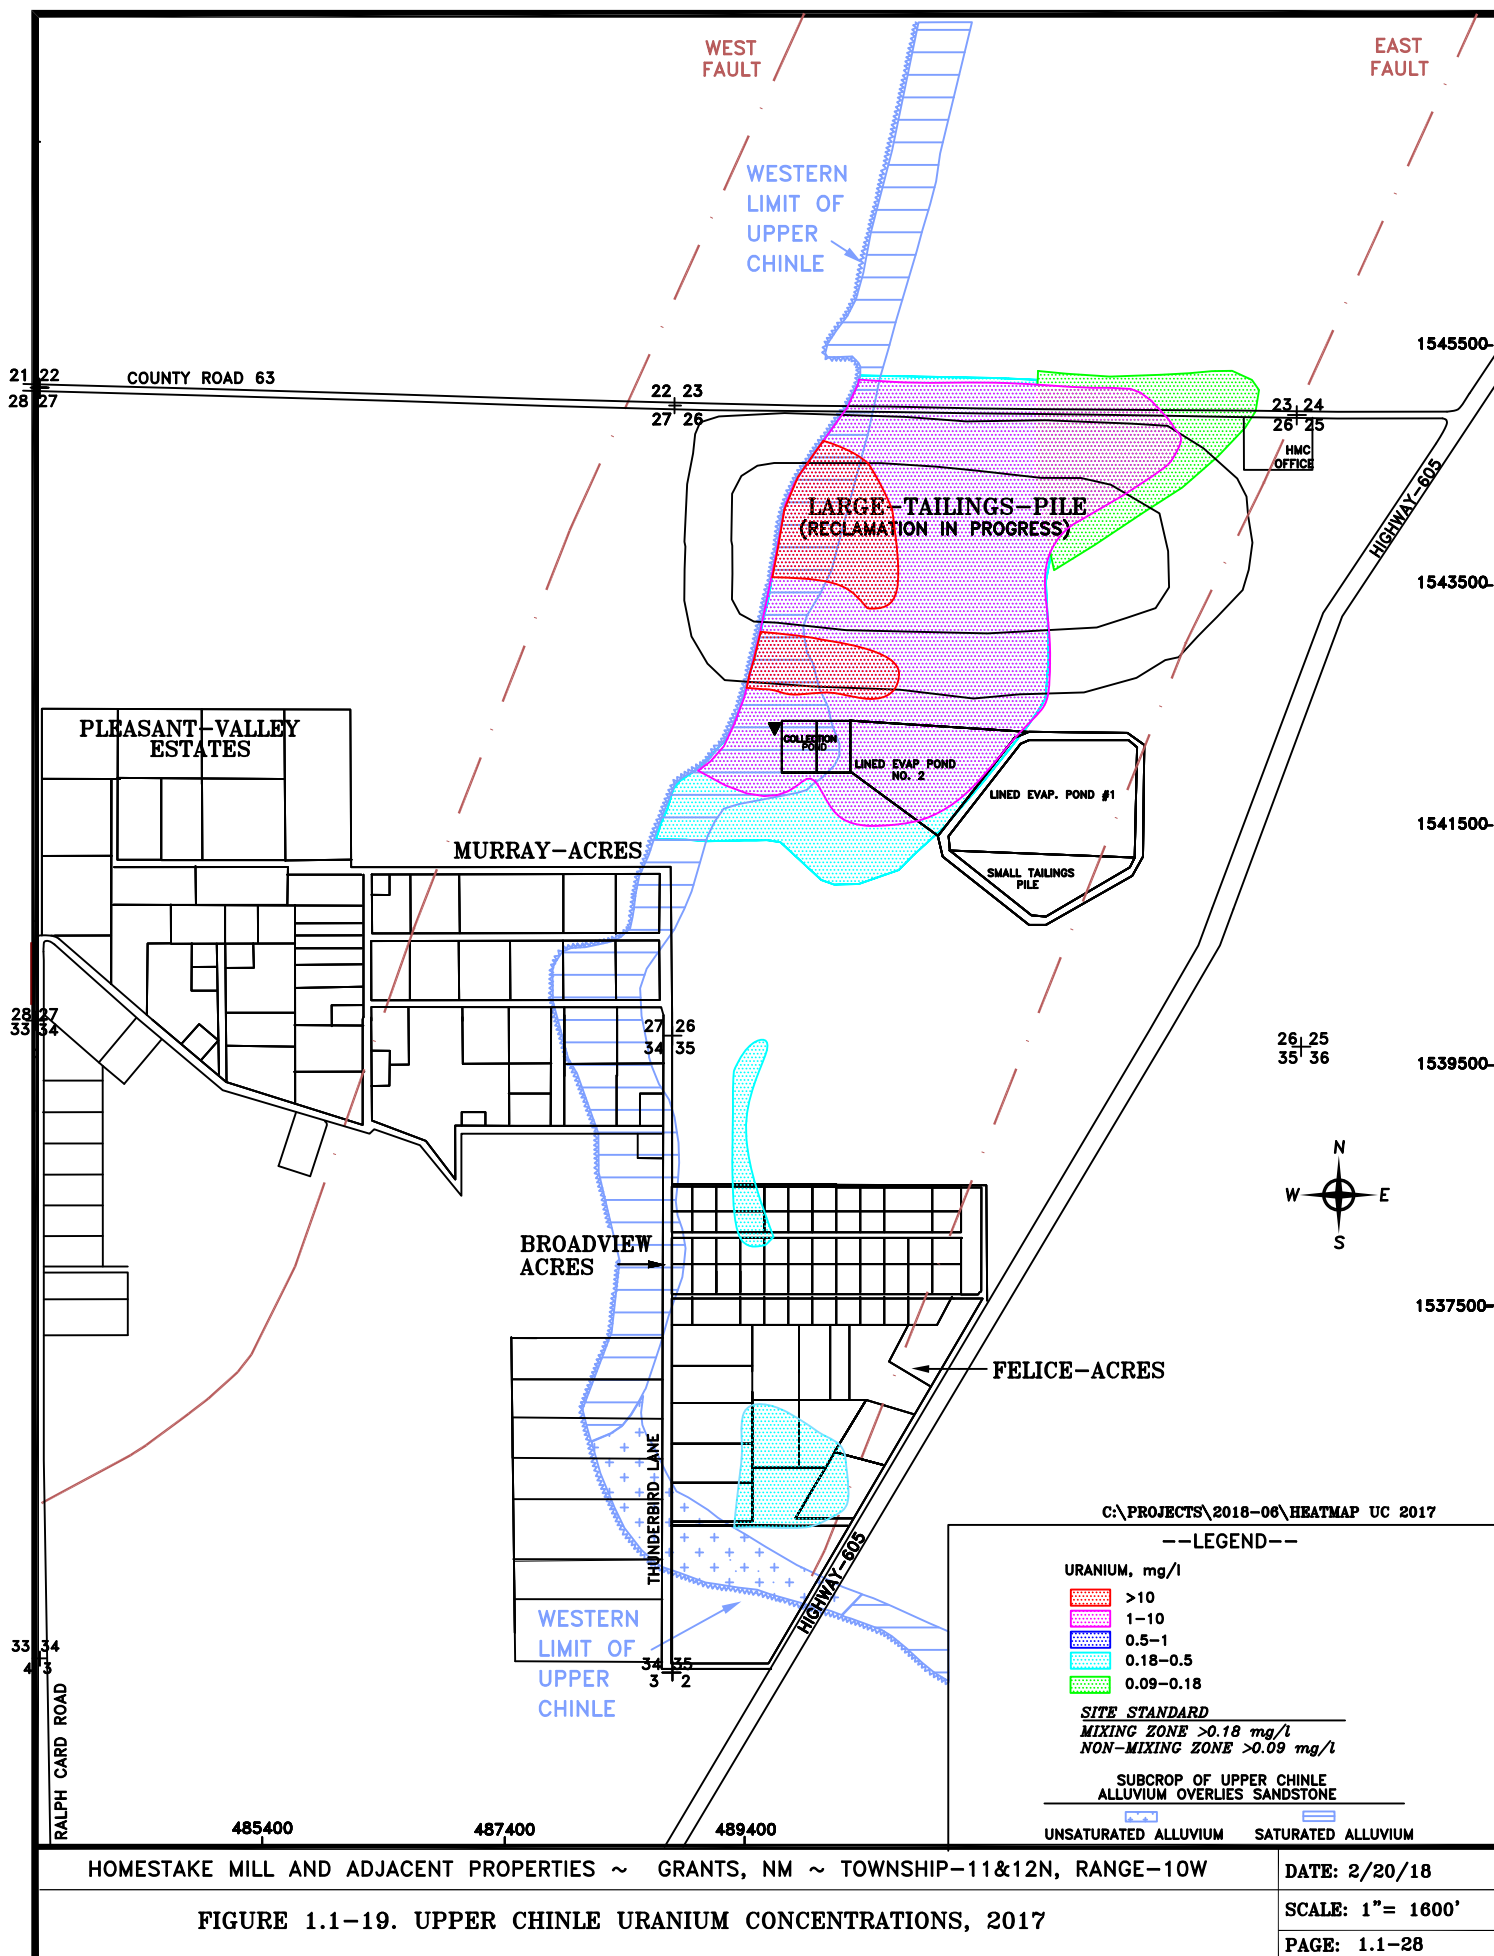 WEST
FAULT
EAST
FAULT
WESTERN
LIMIT OF
UPPER
CHINLE
1545500
21 22
28 27
COUNTY ROAD 63
22 23
27 26
23 24
26 25
HMC
OFFICE
HIGHWAY-605
LARGE-TAILINGS-PILE
(RECLAMATION IN PROGRESS)
1543500
PLEASANT-VALLEY
ESTATES
COLLECTION
POND
LINED EVAP POND
NO. 2
LINED EVAP. POND #1
1541500
MURRAY-ACRES
SMALL TAILINGS
PILE
28 27
33 34
27 26
34 35
26 25
35 36
1539500
N
W E
S
BROADVIEW
ACRES
1537500
FELICE-ACRES
THUNDERBIRD LANE
HIGHWAY-605
WESTERN
LIMIT OF
UPPER
CHINLE
33 34
4 3
34 35
3 2
RALPH CARD ROAD
485400
487400
489400
C:\PROJECTS\2018-06\HEATMAP UC 2017
--LEGEND--
URANIUM, mg/l
>10
1-10
0.5-1
0.18-0.5
0.09-0.18
SITE STANDARD
MIXING ZONE >0.18 mg/l
NON-MIXING ZONE >0.09 mg/l
SUBCROP OF UPPER CHINLE
ALLUVIUM OVERLIES SANDSTONE
UNSATURATED ALLUVIUM SATURATED ALLUVIUM
HOMESTAKE MILL AND ADJACENT PROPERTIES ~ GRANTS, NM ~ TOWNSHIP-11&12N, RANGE-10W
DATE: 2/20/18
FIGURE 1.1-19. UPPER CHINLE URANIUM CONCENTRATIONS, 2017
SCALE: 1"= 1600'
PAGE: 1.1-28